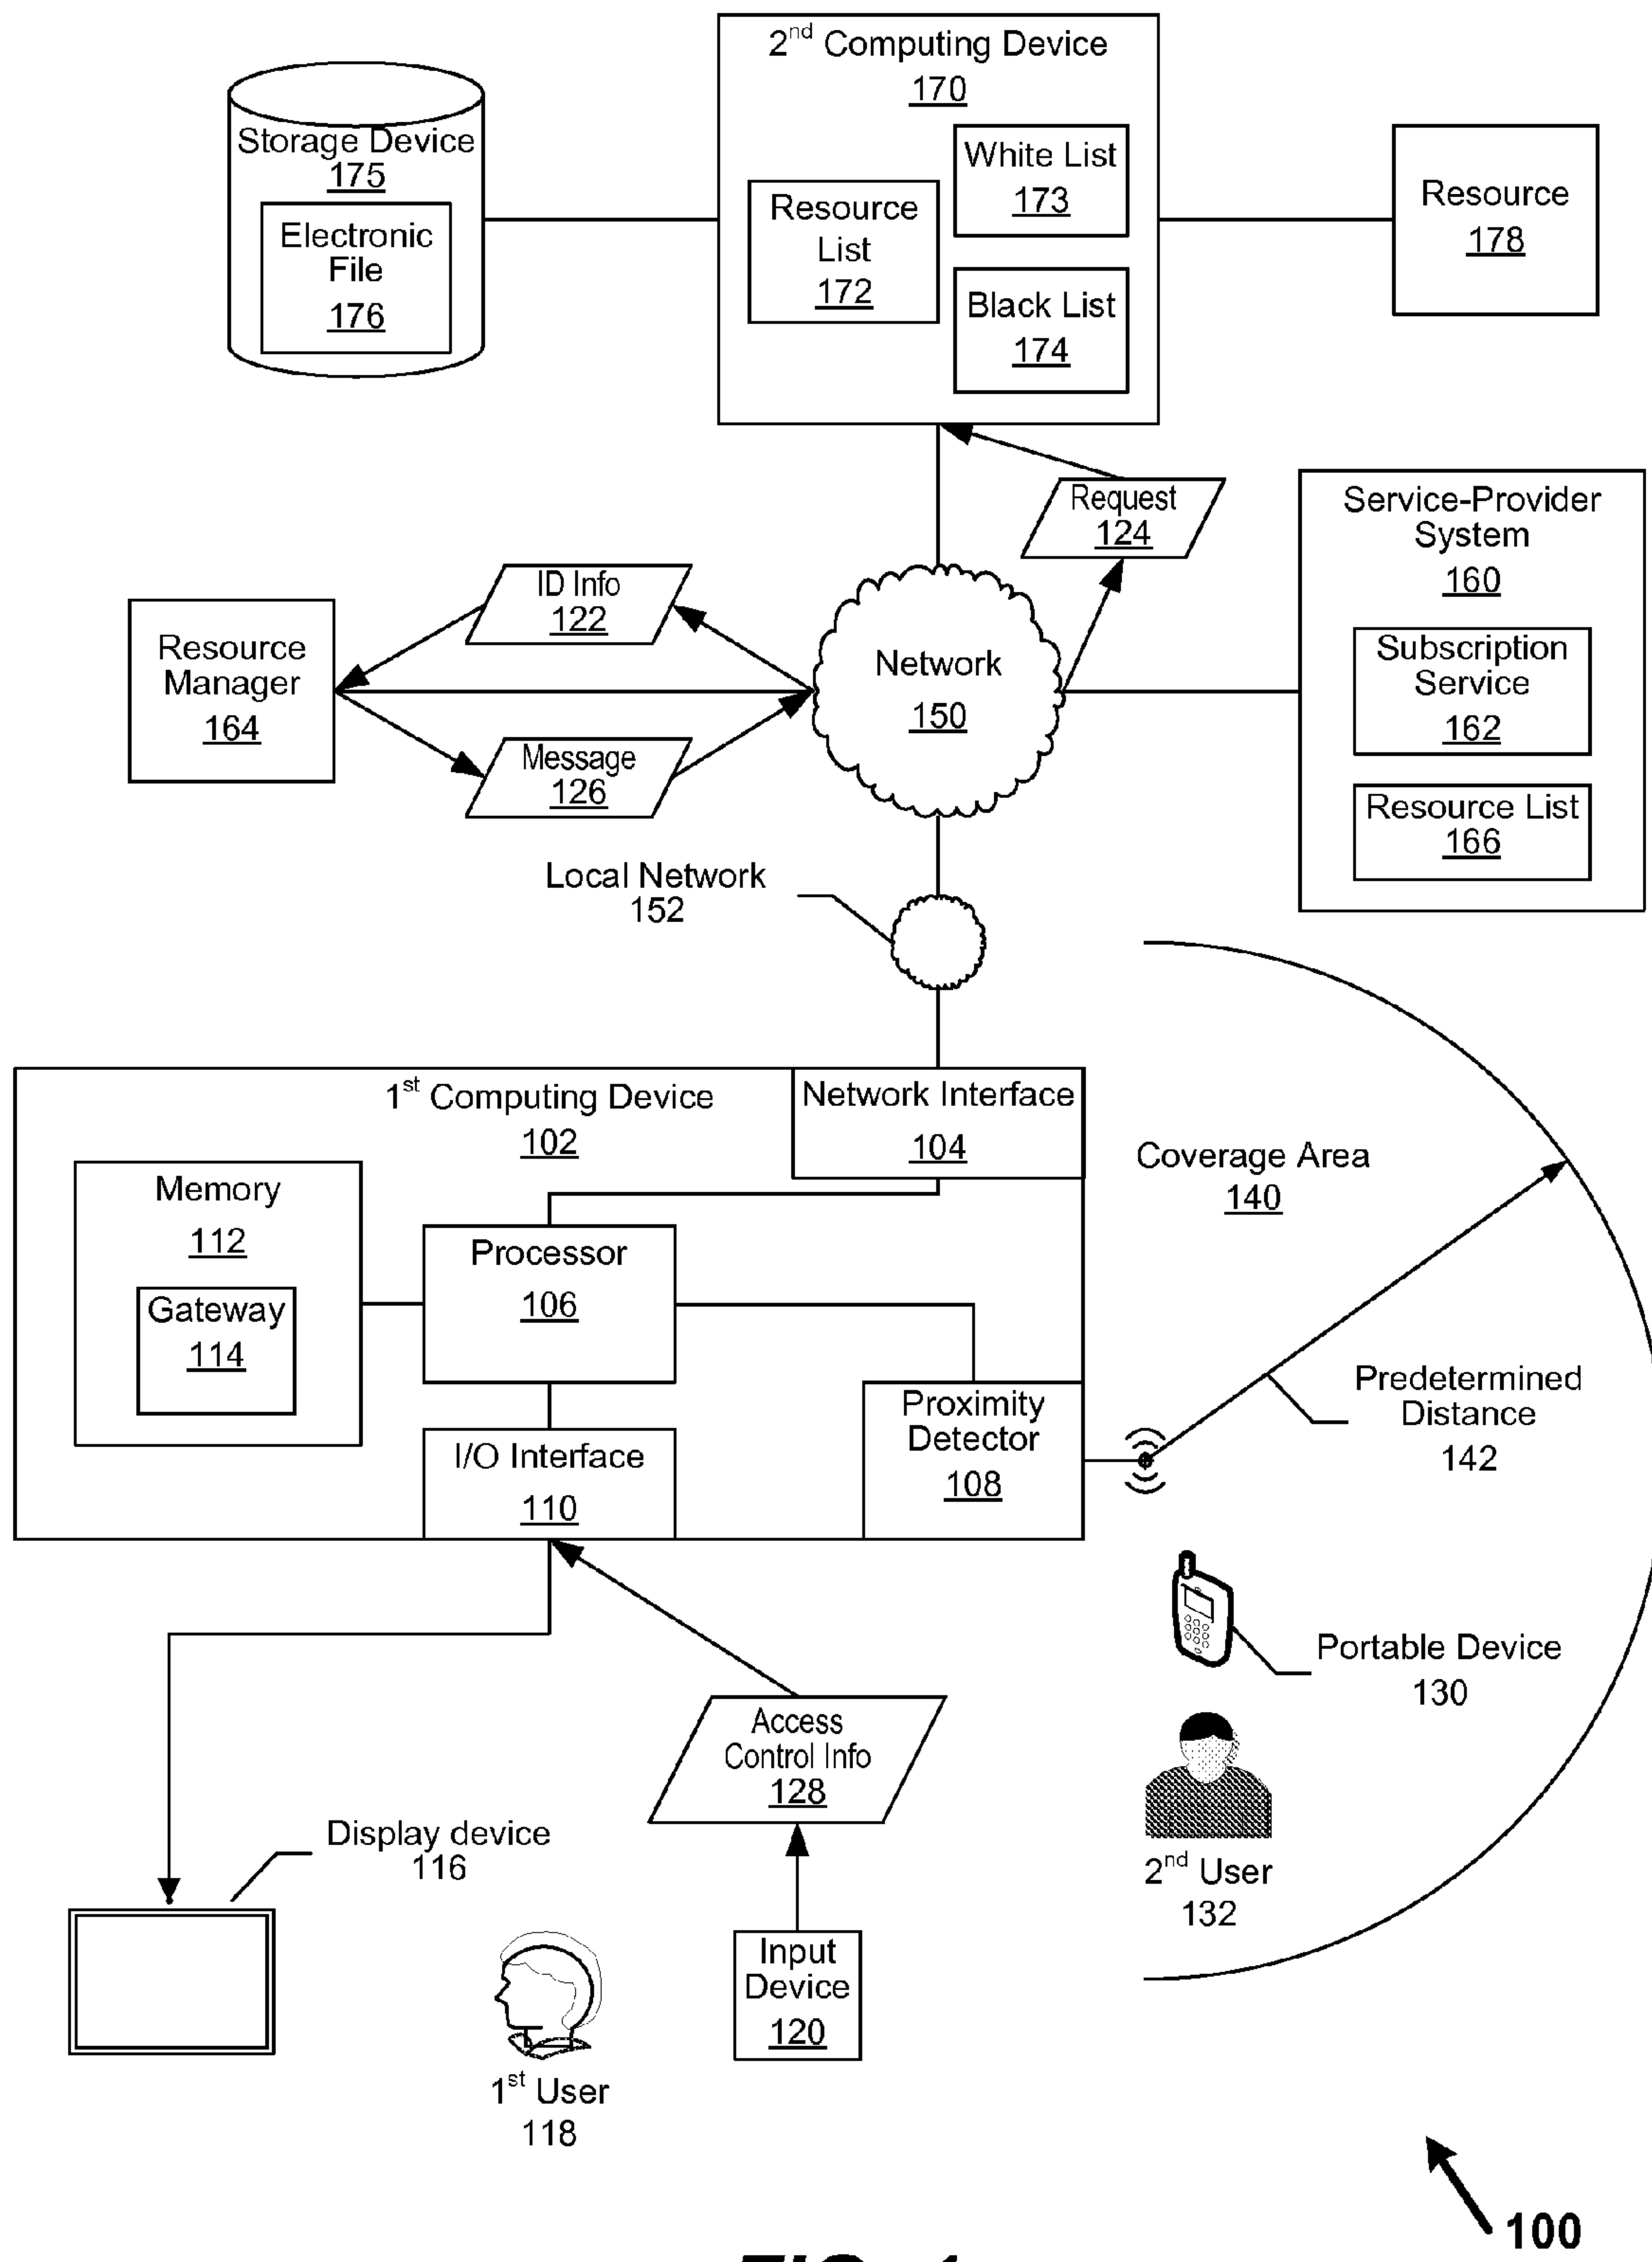 2nd Computing Device
170
Storage Device
175
Electronic
File
176
Resource
List
172
White List
173
Black List
174
Resource
178
Request
124
Service-Provider
System
160
Subscription
Service
162
Resource List
166
ID Info
122
Resource
Manager
164
Message
126
Network
150
Local Network
152
1st Computing Device
102
Network Interface
104
Memory
112
Gateway
114
Processor
106
I/O Interface
110
Proximity
Detector
108
Coverage Area
140
Predetermined
Distance
142
Portable Device
130
2nd User
132
Access
Control Info
128
Display device
116
Input
Device
120
1st User
118
100